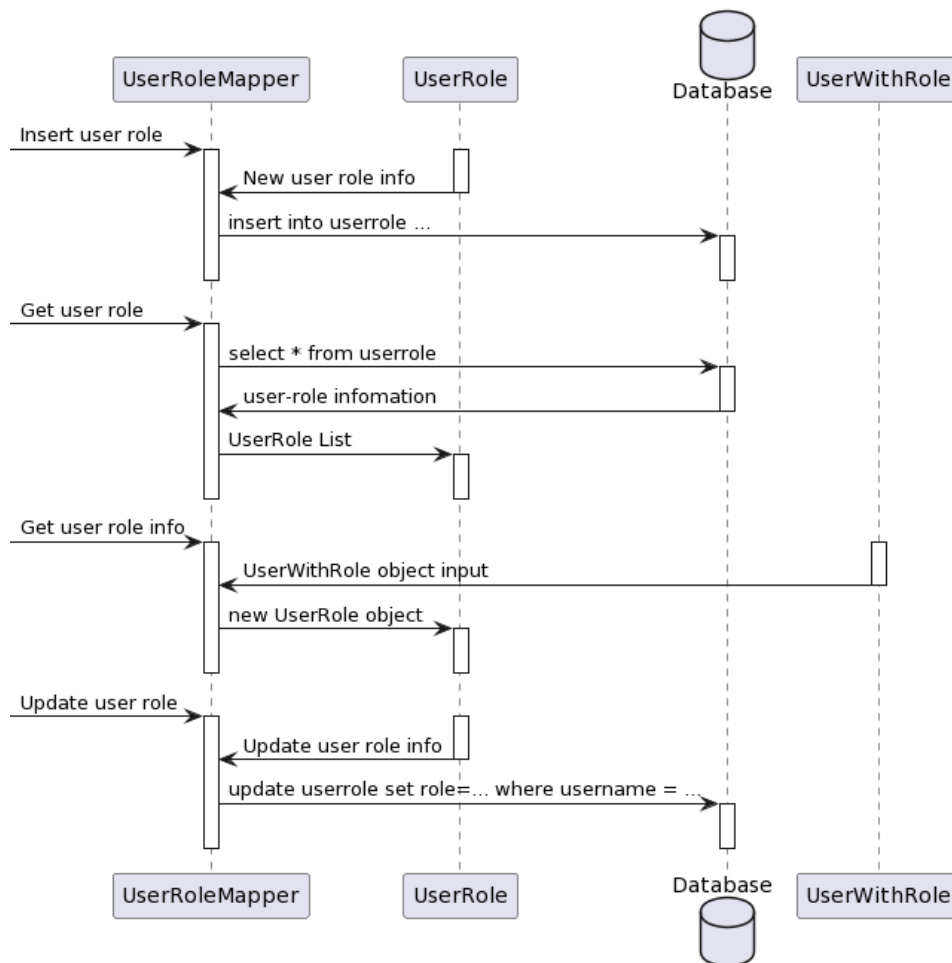 UserRoleMapper
UserRole
Database
UserWithRole
Insert user role
New user role info
insert into userrole ...
Get user role
select * from userrole
user-role infomation
UserRole List
Get user role info
UserWithRole object input
new UserRole object
Update user role
Update user role info
update userrole set role=... where username = ...
UserRoleMapper
UserRole
Database
UserWithRole